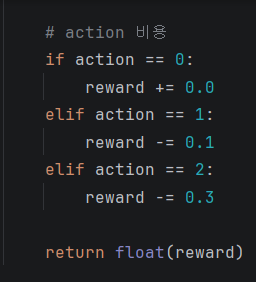 # action 비용
if action == 0:
reward += 0.0
elif action == 1:
reward -= 0.1
elif action == 2:
reward -= 0.3
return float(reward)